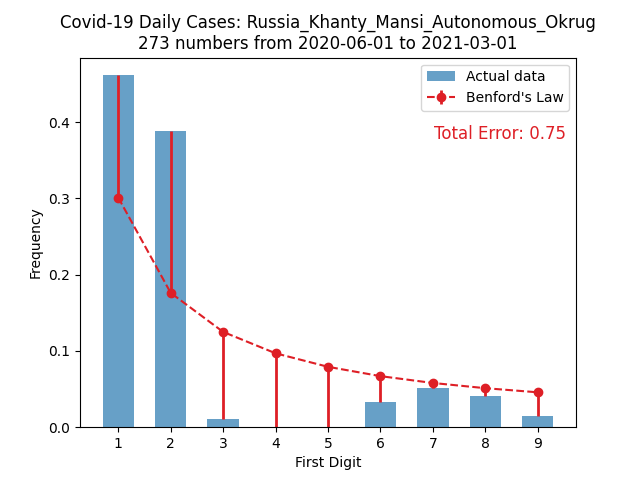 Covid-19 Daily Cases: Russia_Khanty_Mansi_Autonomous_Okrug
273 numbers from 2020-06-01 to 2021-03-01
Actual data
Benford's Law
Total Error: 0.75
Frequency
0.4
0.3
0.2
0.1
0.0
1 2 3 4 5 6 7 8 9
First Digit